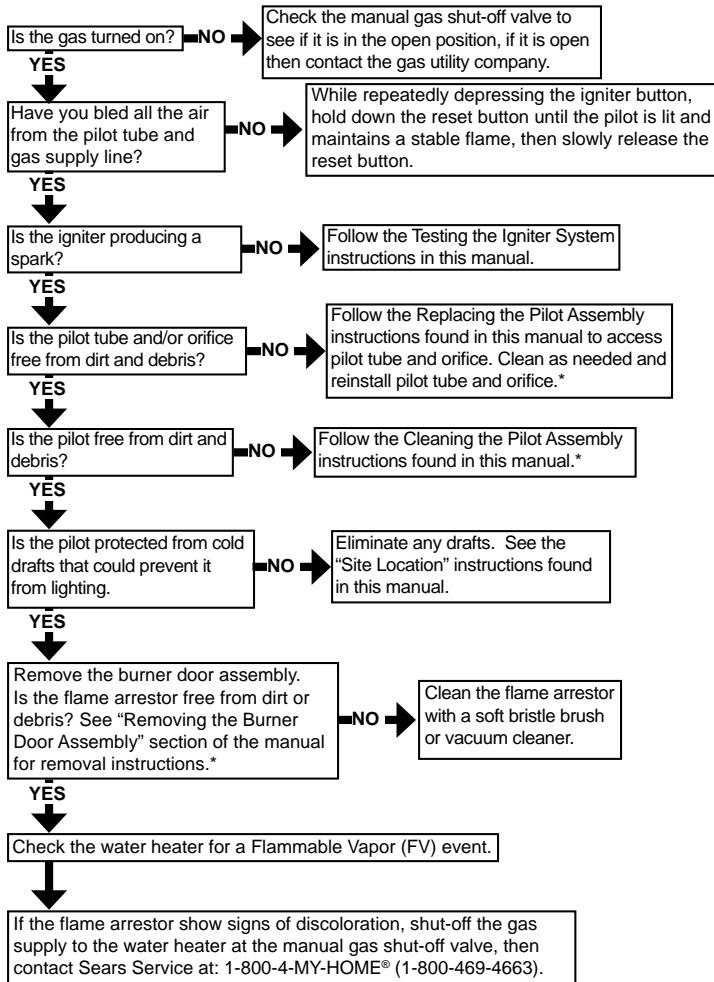 Is the gas turned on?
NO
Check the manual gas shut-off valve to
see if it is in the open position, if it is open
then contact the gas utility company.
YES
Have you bled all the air
from the pilot tube and
gas supply line?
NO
While repeatedly depressing the igniter button,
hold down the reset button until the pilot is lit and
maintains a stable flame, then slowly release the
reset button.
YES
Is the igniter producing a
spark?
NO
Follow the Testing the Igniter System
instructions in this manual.
YES
Is the pilot tube and/or orifice
free from dirt and debris?
NO
Follow the Replacing the Pilot Assembly
instructions found in this manual to access
pilot tube and orifice. Clean as needed and
reinstall pilot tube and orifice.*
YES
Is the pilot free from dirt and
debris?
NO
Follow the Cleaning the Pilot Assembly
instructions found in this manual.*
YES
Is the pilot protected from cold
drafts that could prevent it
from lighting.
NO
Eliminate any drafts. See the
“Site Location” instructions found
in this manual.
YES
Remove the burner door assembly.
Is the flame arrestor free from dirt or
debris? See “Removing the Burner
Door Assembly” section of the manual
for removal instructions.*
NO
Clean the flame arrestor
with a soft bristle brush
or vacuum cleaner.
YES
Check the water heater for a Flammable Vapor (FV) event.
If the flame arrestor show signs of discoloration, shut-off the gas
supply to the water heater at the manual gas shut-off valve, then
contact Sears Service at: 1-800-4-MY-HOME® (1-800-469-4663).